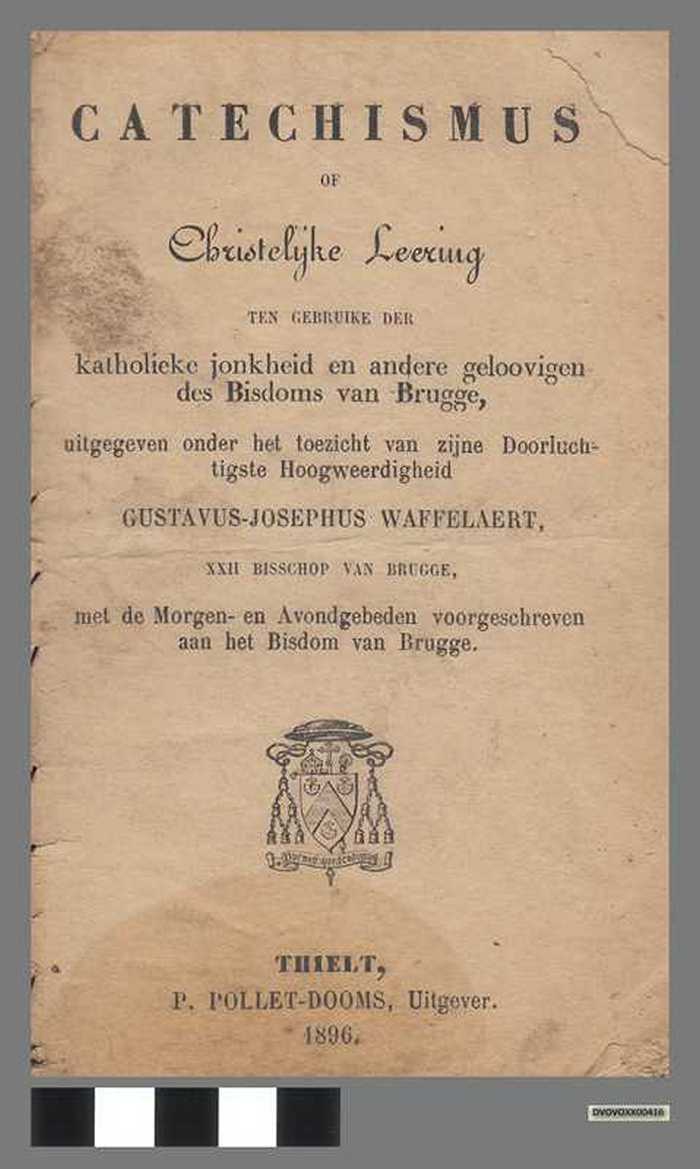 CATECHISMUS
OF
Christelijke Leering
TEN GEBRUIKE DER
katholieke jonkheid en andere geloovigen
des Bisdoms van Brugge,
uitgegeven onder het toezicht van zijne Doorluch-
tigste Hoogweerdigheid
GUSTAVUS-JOSEPHUS WAFFELAERT,
XXII BISSCHOP VAN BRUGGE,
met de Morgen- en Avondgebeden voorgeschreven
aan het Bisdom van Brugge.
THIELT,
P. POLLET-DOOMS, Uitgever.
1896.
DVOVOXX00416